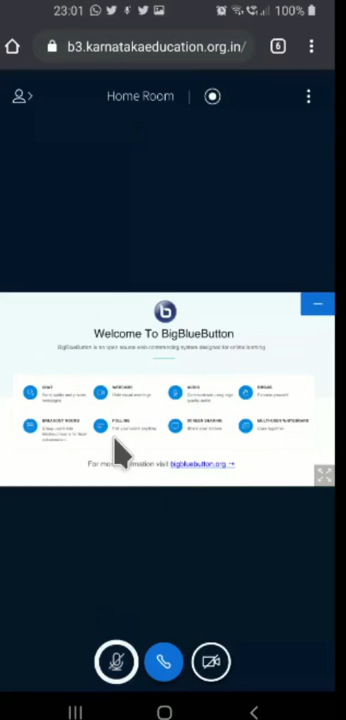 23:01
100%
b3.karnatakaeducation.org.in/
6
Home Room
Welcome To BigBlueButton
BigBlueButton is an open source web conferencing system designed for online learning
CHAT
WEBCAMS
AUDIO
EMOJIS
BREAKOUT ROOMS
POLLING
SCREEN SHARING
MULTI-USER WHITEBOARD
For more information visit bigbluebutton.org →